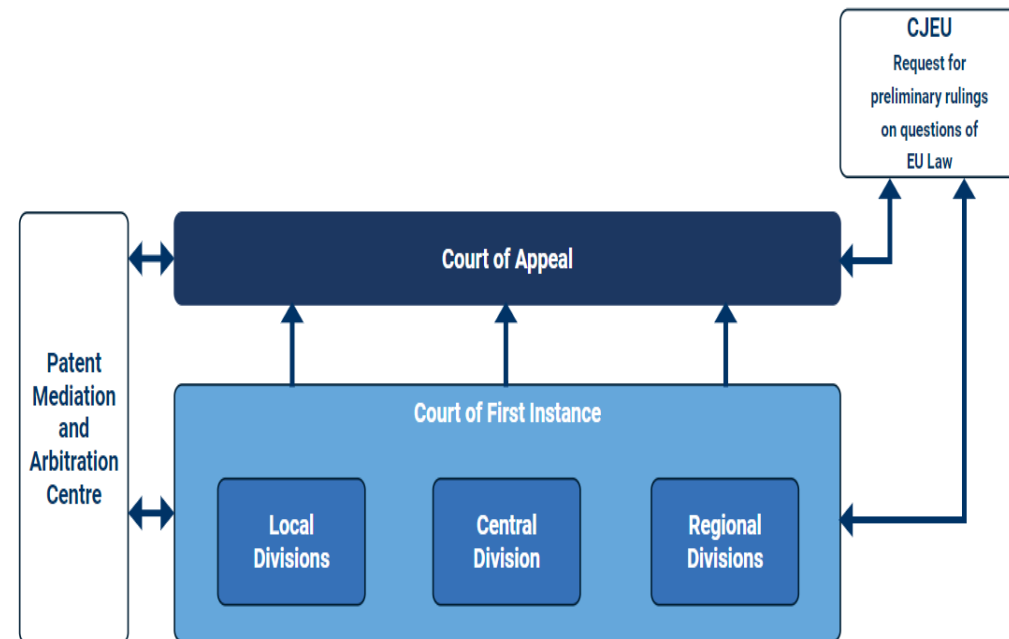 CJEU
Request for
preliminary rulings
on questions of
EU Law
Court of Appeal
Patent
Mediation
and
Arbitration
Centre
Court of First Instance
Local
Divisions
Central
Division
Regional
Divisions